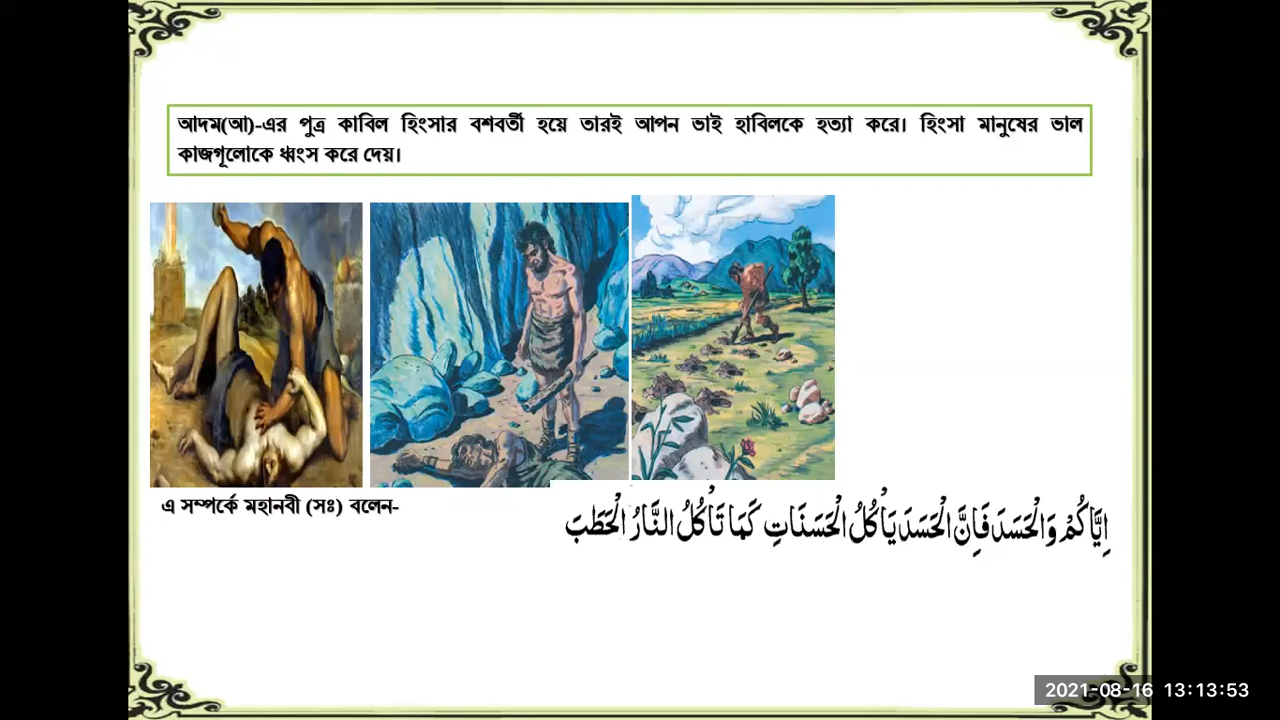 আদম(আ)-এর পুত্র কাবিল হিংসার বশবর্তী হয়ে তারই আপন ভাই হাবিলকে হত্যা করে। হিংসা মানুষের ভাল
কাজগূলোকে ধ্বংস করে দেয়।
এ সম্পর্কে মহানবী (সঃ) বলেন-
اِيَّاكُمْ وَالْحَسَدَ فَاِنَّ الْحَسَدَ يَاْكُلُ الْحَسَنَاتِ كَمَا تَاْكُلُ النَّارُ الْحَطَبَ
2021-08-16 13:13:53